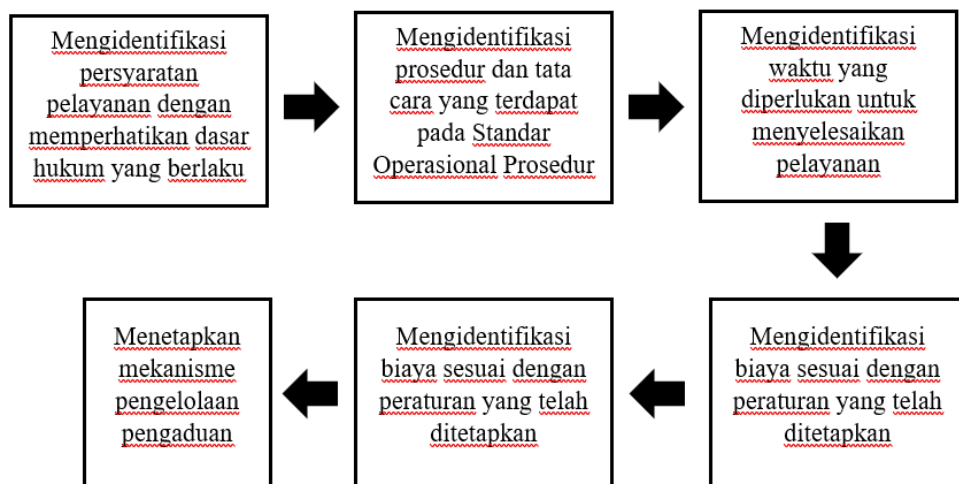 Mengidentifikasi
persyaratan
pelayanan dengan
memperhatikan dasar
hukum yang berlaku
Mengidentifikasi
prosedur dan tata
cara yang terdapat
pada Standar
Operasional Prosedur
Mengidentifikasi
waktu yang
diperlukan untuk
menyelesaikan
pelayanan
Mengidentifikasi
biaya sesuai dengan
peraturan yang telah
ditetapkan
Mengidentifikasi
biaya sesuai dengan
peraturan yang telah
ditetapkan
Menetapkan
mekanisme
pengelolaan
pengaduan